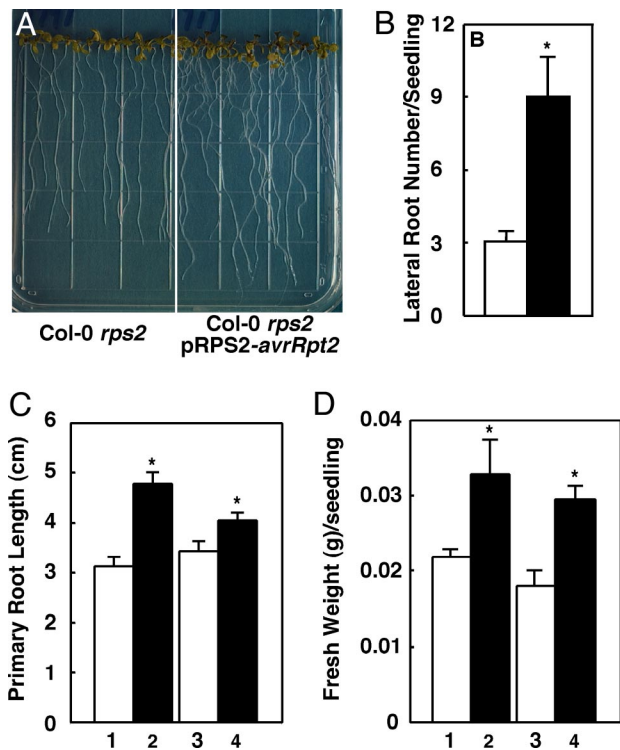 A
Col-0 rps2
Col-0 rps2
pRPS2-avrRpt2
B
B
Lateral Root Number/Seedling
12
9
6
3
0
*
C
Primary Root Length (cm)
6
5
4
3
2
1
0
*
*
1 2 3 4
D
Fresh Weight (g)/seedling
0.04
0.03
0.02
0.01
0
*
*
1 2 3 4